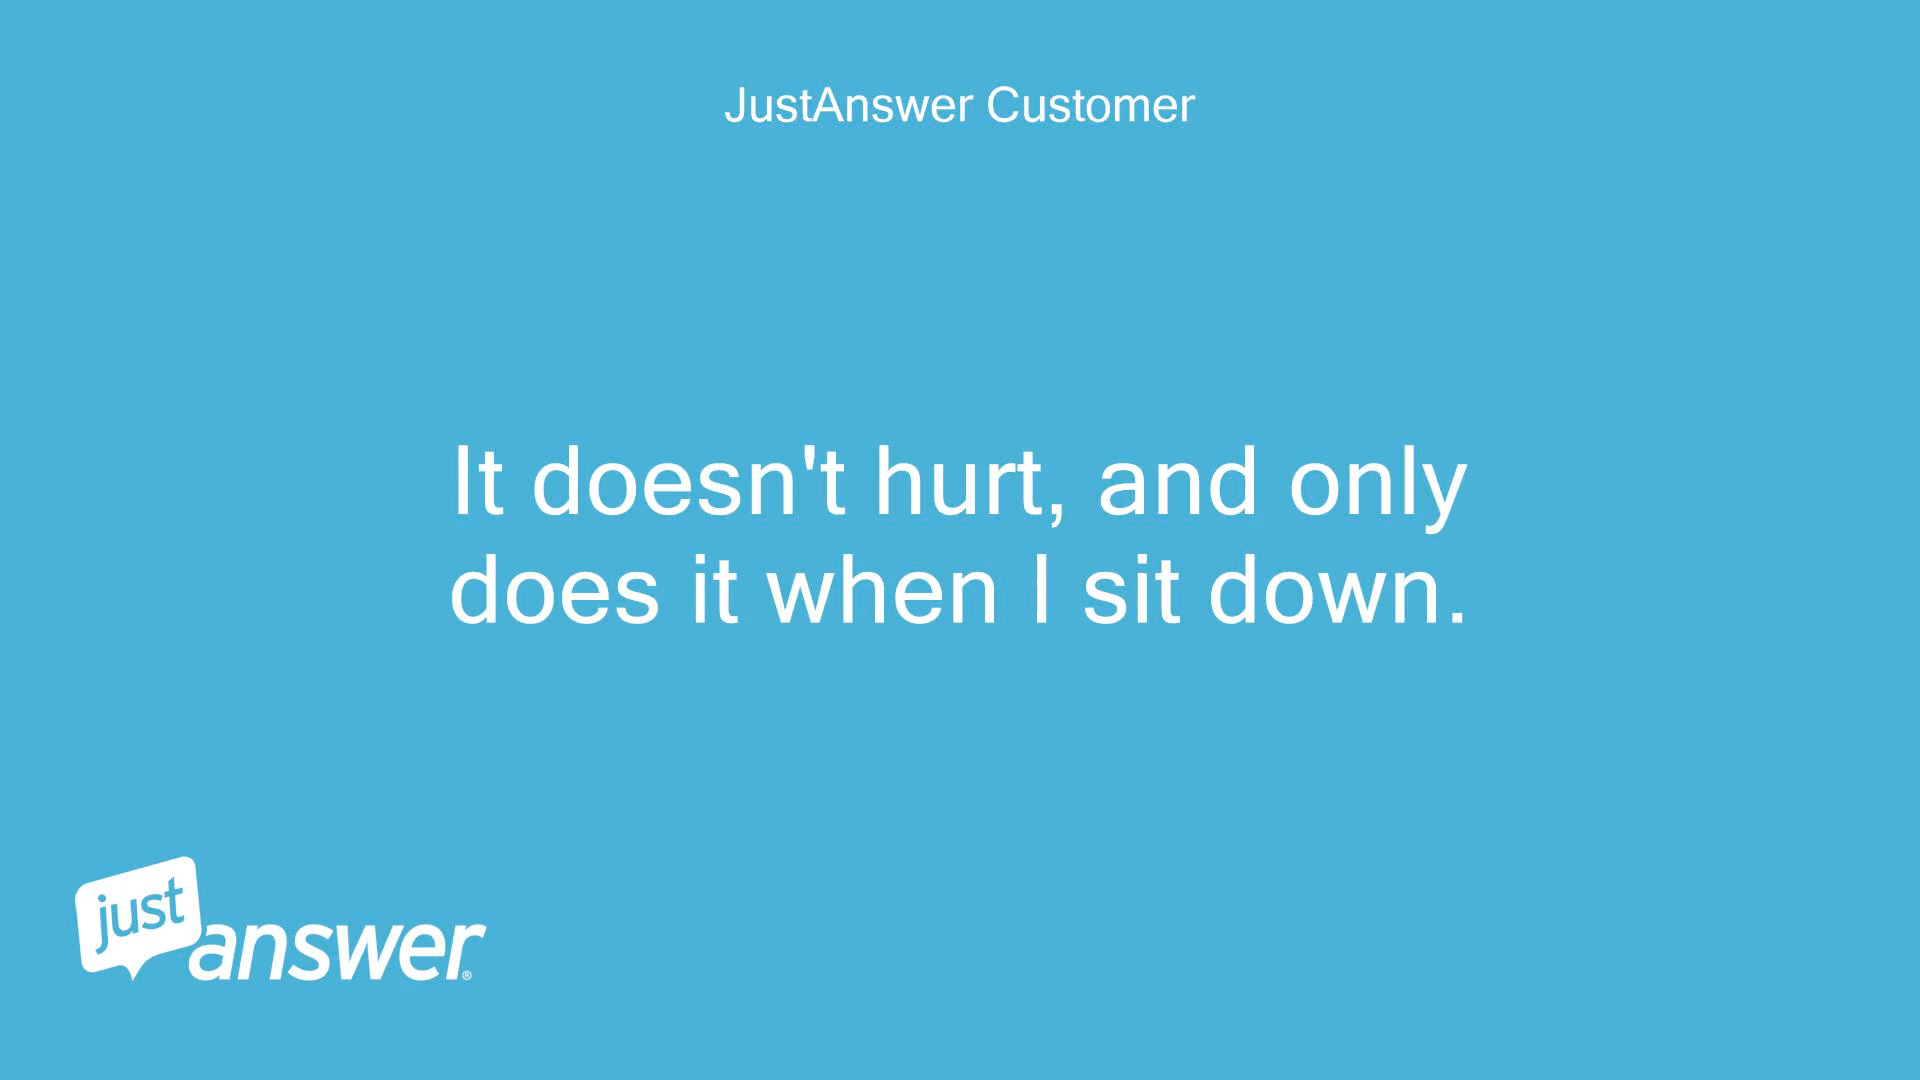 JustAnswer Customer
It doesn't hurt, and only
does it when I sit down.
just
answer®